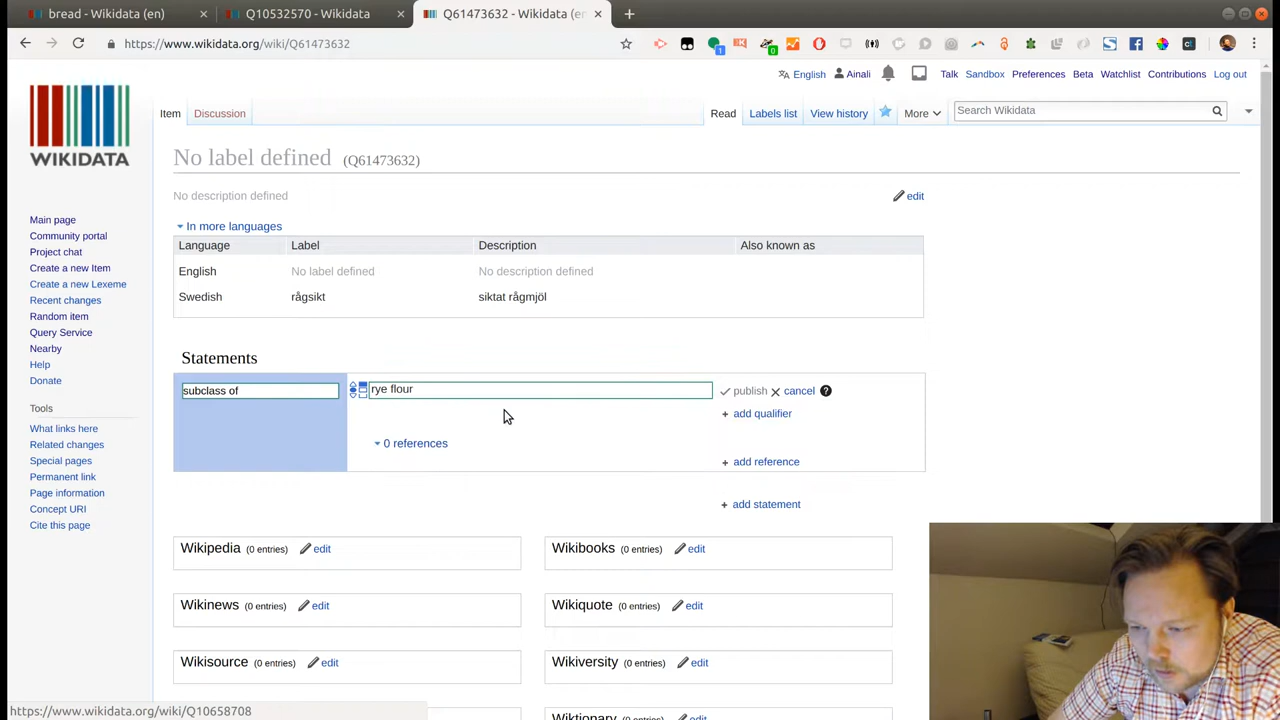 bread - Wikidata (en)
Q10532570 - Wikidata
Q61473632 - Wikidata (en
https://www.wikidata.org/wiki/Q61473632
English
Ainali
Talk
Sandbox
Preferences
Beta
Watchlist
Contributions
Log out
WIKIDATA
Item
Discussion
Read
Labels list
View history
More
Search Wikidata
No label defined (Q61473632)
No description defined
edit
In more languages
Language Label Description Also known as
English No label defined No description defined
Swedish rågsikt siktat rågmjöl
Main page
Community portal
Project chat
Create a new Item
Create a new Lexeme
Recent changes
Random item
Query Service
Nearby
Help
Donate
Tools
What links here
Related changes
Special pages
Permanent link
Page information
Concept URI
Cite this page
Statements
subclass of
rye flour
publish
cancel
+ add qualifier
0 references
+ add reference
+ add statement
Wikipedia (0 entries) edit
Wikibooks (0 entries) edit
Wikinews (0 entries) edit
Wikiquote (0 entries) edit
Wikisource (0 entries) edit
Wikiversity (0 entries) edit
Wiktionary (0 entries) edit
https://www.wikidata.org/wiki/Q10658708